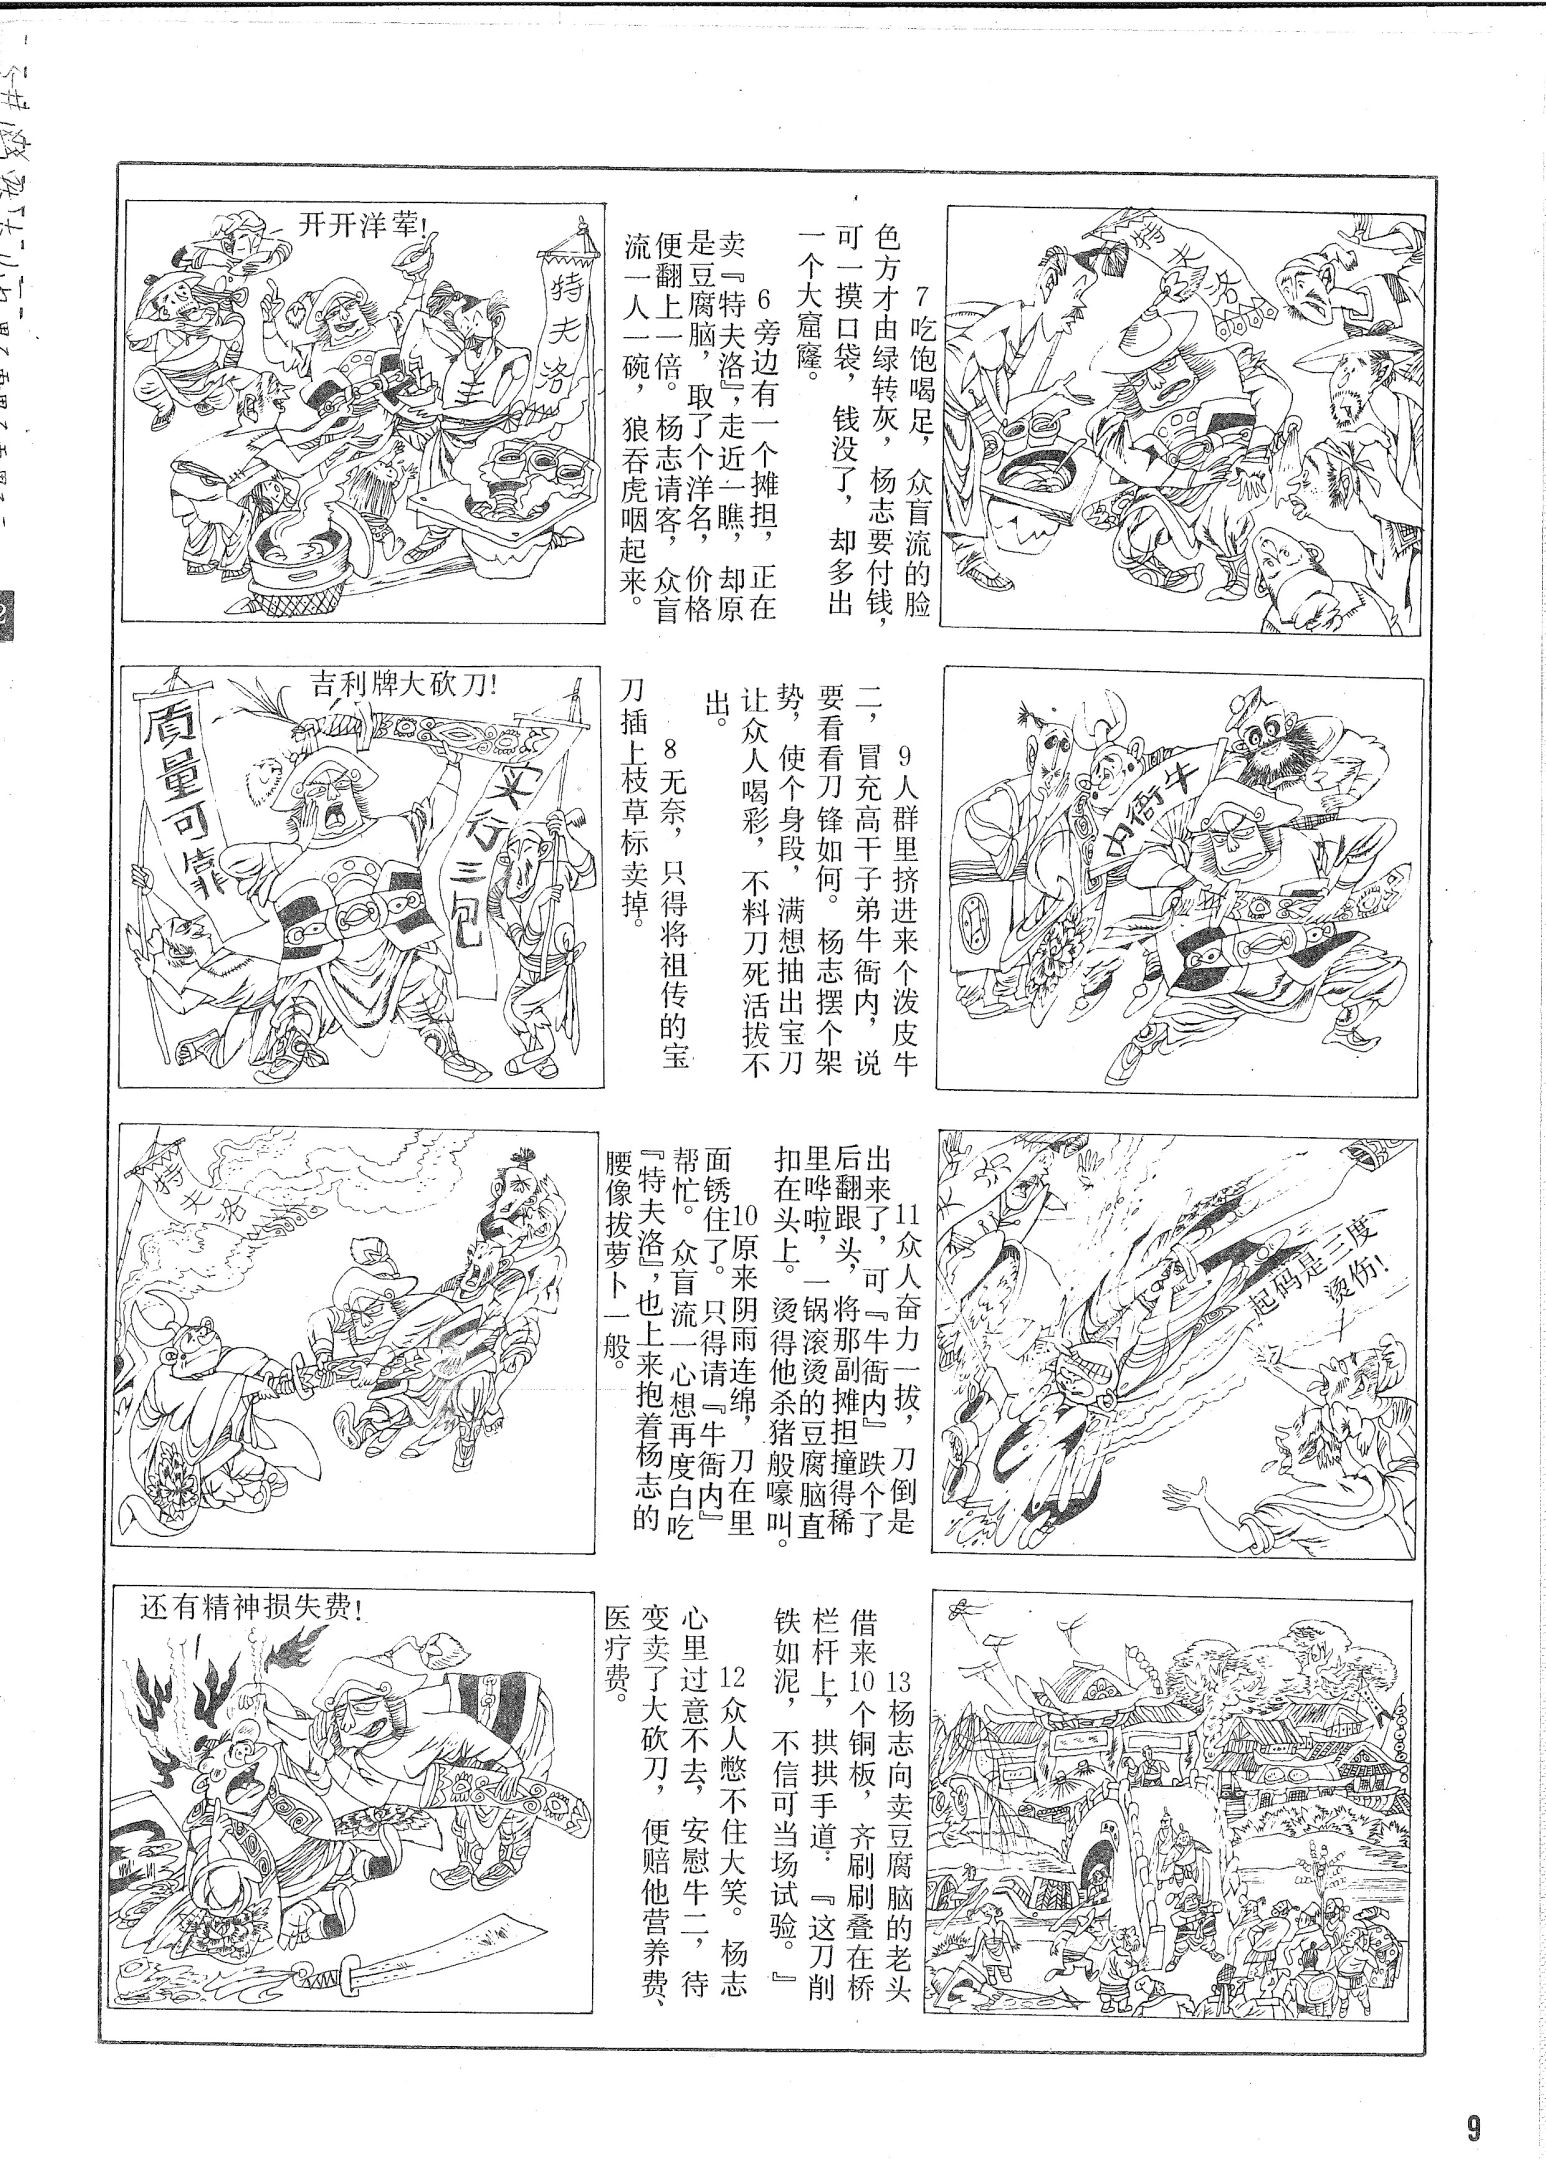 开开洋荤!
特夫洛
6旁边有一个摊担，正在
卖『特夫洛』，走近一瞧，却原
是豆腐脑，取了个洋名，价格
便翻上一倍。杨志请客，众盲
流一人一碗，狼吞虎咽起来。
特夫洛
7吃饱喝足，众盲流的脸
色方才由绿转灰，杨志要付钱，
可一摸口袋，钱没了，却多出
一个大窟窿。
吉利牌大砍刀!
质量可靠
实行三包
8无奈，只得将祖传的宝
刀插上枝草标卖掉。
牛衙内
9人群里挤进来个泼皮牛
二，冒充高干子弟牛衙内，说
要看看刀锋如何。杨志摆个架
势，使个身段，满想抽出宝刀
让众人喝彩，不料刀死活拔不
出。
特夫洛
10原来阴雨连绵，刀在里
面锈住了。只得请『牛衙内』
帮忙。众盲流一心想再度白吃
『特夫洛』，也上来抱着杨志的
腰像拔萝卜一般。
起码是三度
烫伤!
11众人奋力一拔，刀倒是
出来了，可『牛衙内』跌个了
后翻跟头，将那副摊担撞得稀
里哗啦，一锅滚烫的豆腐脑直
扣在头上。烫得他杀猪般嚎叫。
还有精神损失费!
12众人憋不住大笑。杨志
心里过意不去，安慰牛二，待
变卖了大砍刀，便赔他营养费、
医疗费。
13杨志向卖豆腐脑的老头
借来10个铜板，齐刷刷叠在桥
栏杆上，拱拱手道：『这刀削
铁如泥，不信可当场试验。』
9